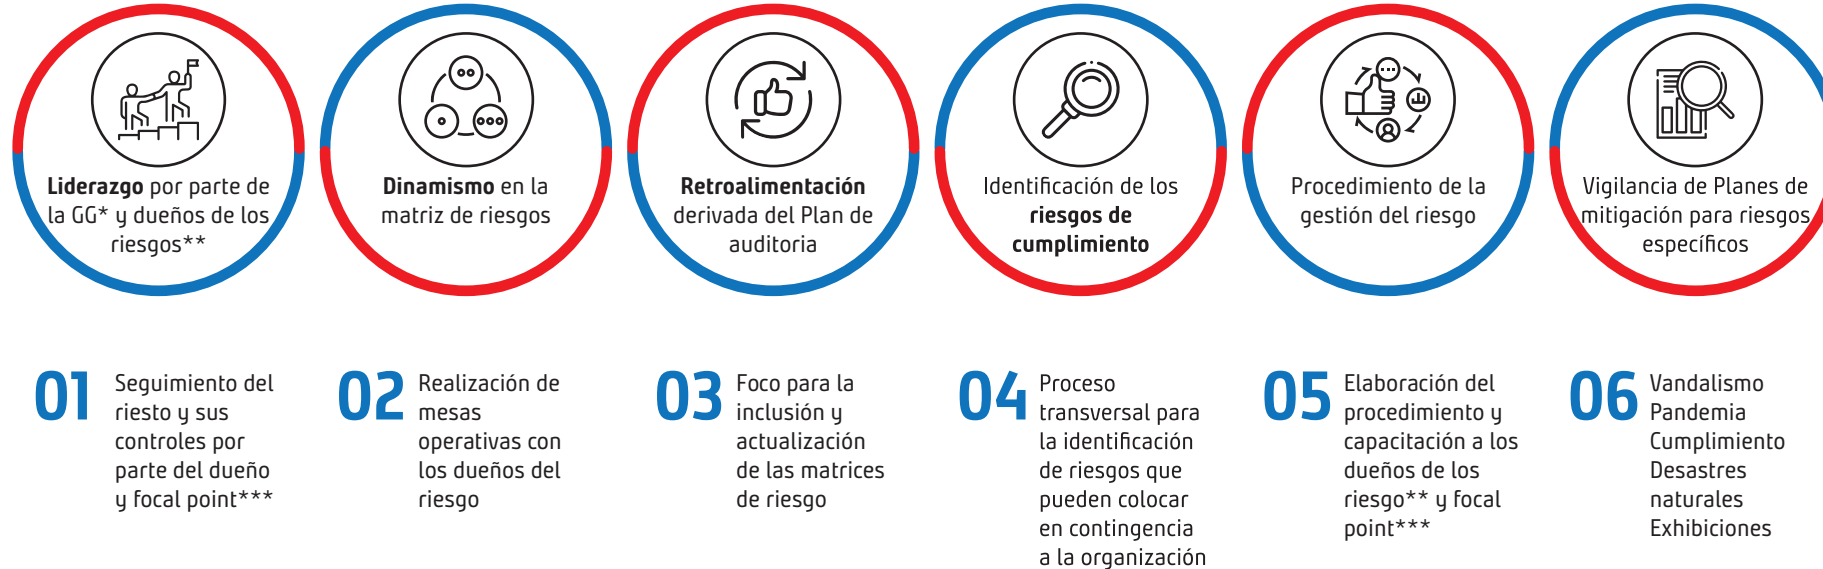 Liderazgo por parte de
la GG* y dueños de los
riesgos**
Dinamismo en la
matriz de riesgos
Retroalimentación
derivada del Plan de
auditoria
Identificación de los
riesgos de
cumplimiento
Procedimiento de la
gestión del riesgo
Vigilancia de Planes de
mitigación para riesgos
específicos
01
Seguimiento del
riesto y sus
controles por
parte del dueño
y focal point***
02
Realización de
mesas
operativas con
los dueños del
riesgo
03
Foco para la
inclusión y
actualización
de las matrices
de riesgo
04
Proceso
transversal para
la identificación
de riesgos que
pueden colocar
en contingencia
a la organización
05
Elaboración del
procedimiento y
capacitación a los
dueños de los
riesgo** y focal
point***
06
Vandalismo
Pandemia
Cumplimiento
Desastres
naturales
Exhibiciones